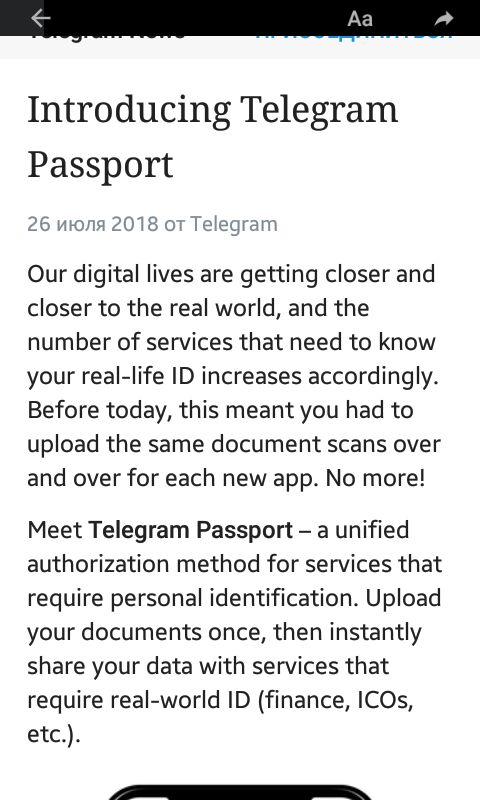 Aa
Telegram News ПРИСОЕДИНИТЬСЯ
Introducing Telegram
Passport
26 июля 2018 от Telegram
Our digital lives are getting closer and
closer to the real world, and the
number of services that need to know
your real-life ID increases accordingly.
Before today, this meant you had to
upload the same document scans over
and over for each new app. No more!
Meet Telegram Passport – a unified
authorization method for services that
require personal identification. Upload
your documents once, then instantly
share your data with services that
require real-world ID (finance, ICOs,
etc.).